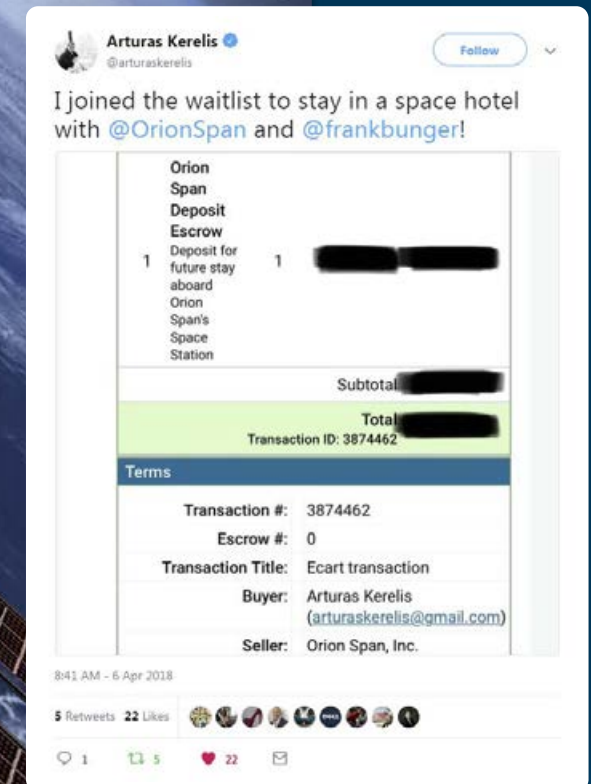 Arturas Kerelis
@arturaskerelis
Follow
I joined the waitlist to stay in a space hotel
with @OrionSpan and @frankbunger!
Orion
Span
Deposit
Escrow
1 Deposit for 1
future stay
aboard
Orion
Span's
Space
Station
Subtotal
Total
Transaction ID: 3874462
Terms
Transaction #: 3874462
Escrow #: 0
Transaction Title: Ecart transaction
Buyer: Arturas Kerelis
(arturaskerelis@gmail.com)
Seller: Orion Span, Inc.
8:41 AM - 6 Apr 2018
5 Retweets 22 Likes
1 5 22